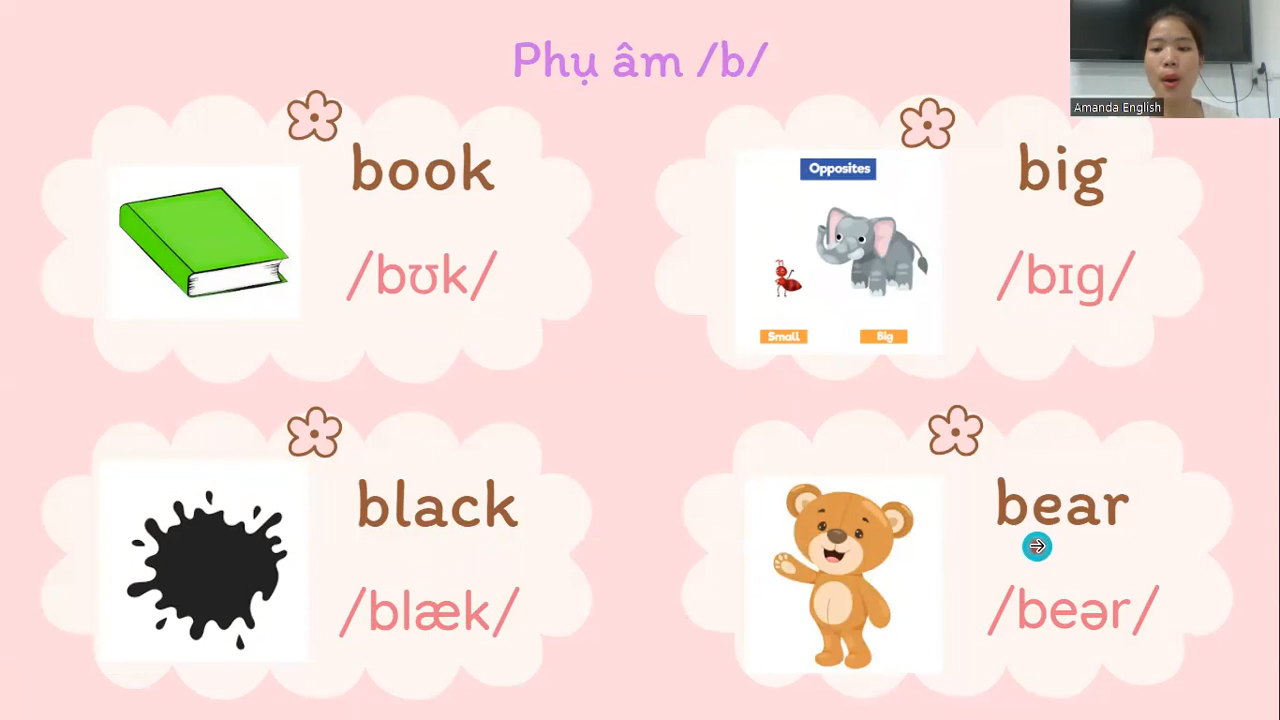 Phụ âm /b/
Amanda English
book
/bʊk/
Opposites
Small
Big
big
/bɪg/
black
/blæk/
bear
/beər/